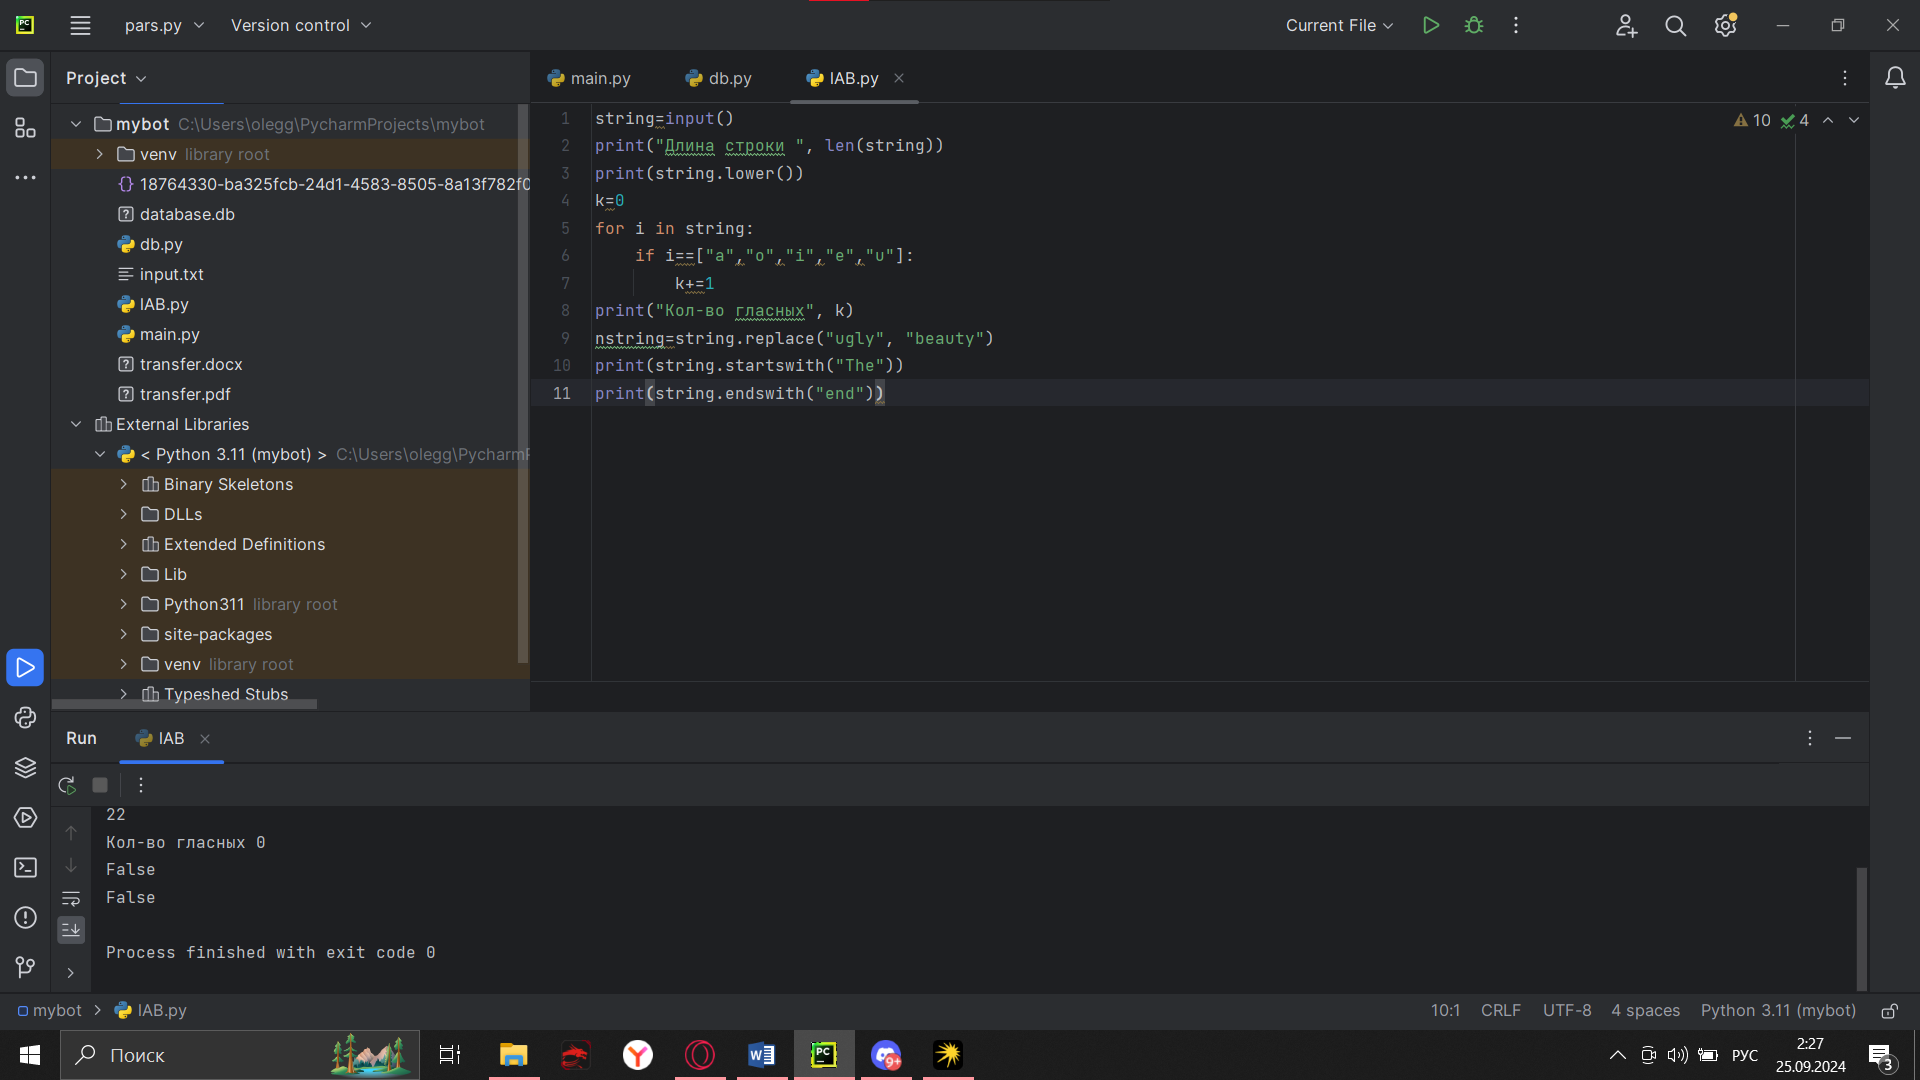 pars.py
Version control
Current File
Project
main.py
db.py
IAB.py
mybot C:\Users\olegg\PycharmProjects\mybot
venv library root
18764330-ba325fcb-24d1-4583-8505-8a13f782f0
database.db
db.py
input.txt
IAB.py
main.py
transfer.docx
transfer.pdf
External Libraries
< Python 3.11 (mybot) > C:\Users\olegg\Pycharm
Binary Skeletons
DLLs
Extended Definitions
Lib
Python311 library root
site-packages
venv library root
Typeshed Stubs
10 4
1 string=input()
2 print("Длина строки ", len(string))
3 print(string.lower())
4 k=0
5 for i in string:
6 if i==["a","o","i","e","u"]:
7 k+=1
8 print("Кол-во гласных", k)
9 nstring=string.replace("ugly", "beauty")
10 print(string.startswith("The"))
11 print(string.endswith("end"))
Run
IAB
22
Кол-во гласных 0
False
False
Process finished with exit code 0
mybot > IAB.py
10:1 CRLF UTF-8 4 spaces Python 3.11 (mybot)
Поиск
PC
9+
РУС
2:27
25.09.2024
3